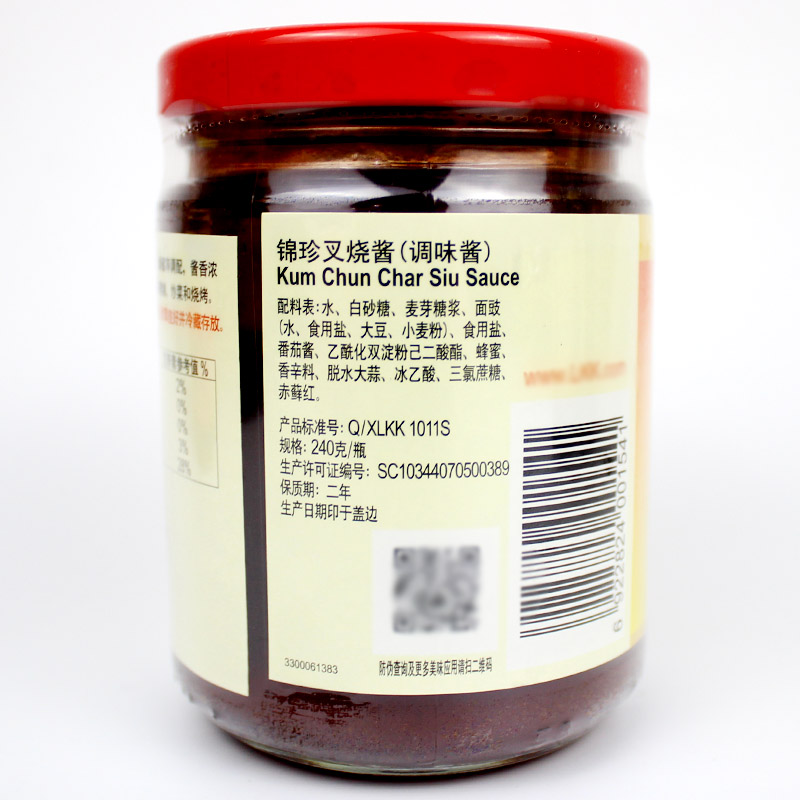 酱香浓
炒菜和烧烤。
并冷藏存放。
参考值 %
2%
0%
0%
3%
28%
锦珍叉烧酱(调味酱)
Kum Chun Char Siu Sauce
配料表:水、白砂糖、麦芽糖浆、面豉
(水、食用盐、大豆、小麦粉)、食用盐、
番茄酱、乙酰化双淀粉己二酸酯、蜂蜜、
香辛料、脱水大蒜、冰乙酸、三氯蔗糖、
赤藓红。
产品标准号: Q/XLKK 1011S
规格: 240克/瓶
生产许可证编号: SC10344070500389
保质期: 二年
生产日期印于盖边
3300061383
防伪查询及更多美味应用请扫二维码
6 922824 001541